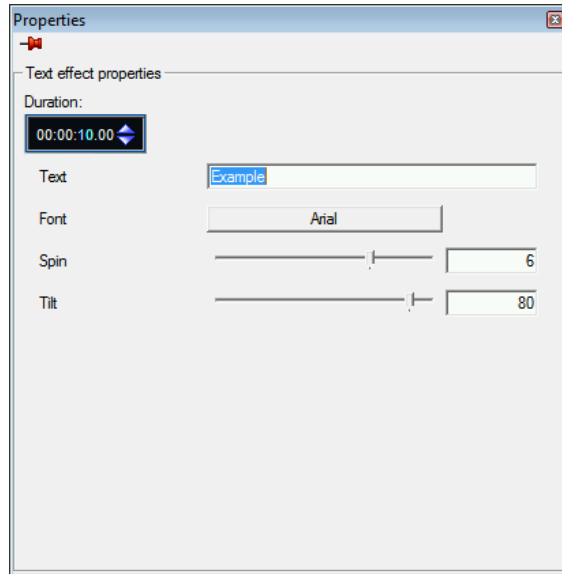 Properties
Text effect properties
Duration:
00:00:10.00
Text Example
Font Arial
Spin 6
Tilt 80